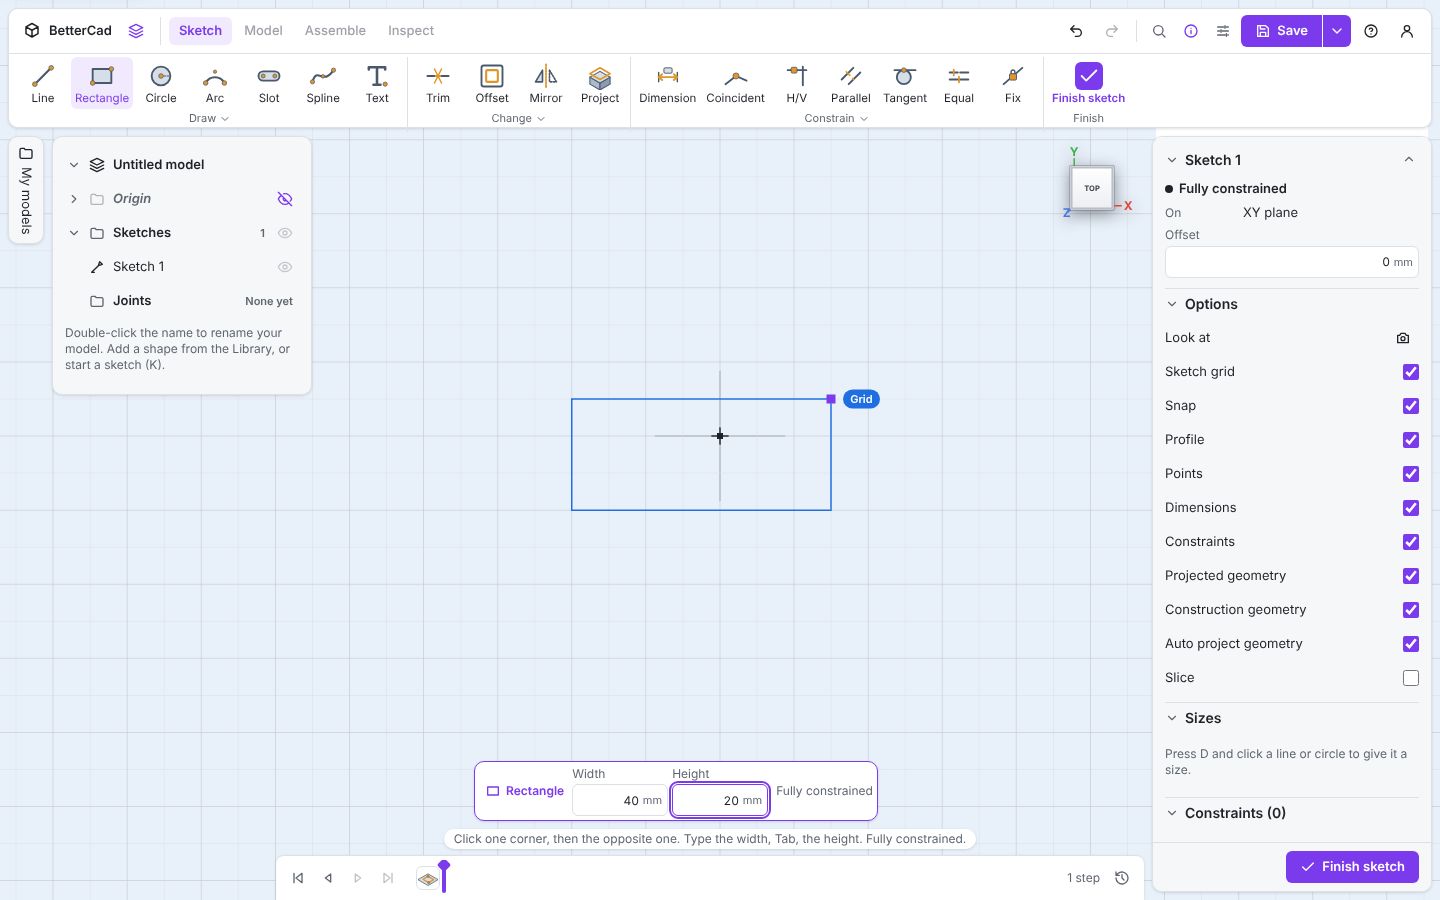 BetterCad
Sketch
Model
Assemble
Inspect
Save
Line
Rectangle
Circle
Arc
Slot
Spline
Text
Trim
Offset
Mirror
Project
Dimension
Coincident
H/V
Parallel
Tangent
Equal
Fix
Finish sketch
Draw
Change
Constrain
Finish
My models
Untitled model
Origin
Sketches 1
Sketch 1
Joints None yet
Double-click the name to rename your
model. Add a shape from the Library, or
start a sketch (K).
Y
TOP
Z
X
Grid
Sketch 1
Fully constrained
On XY plane
Offset
0 mm
Options
Look at
Sketch grid
Snap
Profile
Points
Dimensions
Constraints
Projected geometry
Construction geometry
Auto project geometry
Slice
Sizes
Press D and click a line or circle to give it a
size.
Constraints (0)
Finish sketch
Width Height
Rectangle 40 mm 20 mm Fully constrained
Click one corner, then the opposite one. Type the width, Tab, the height. Fully constrained.
1 step